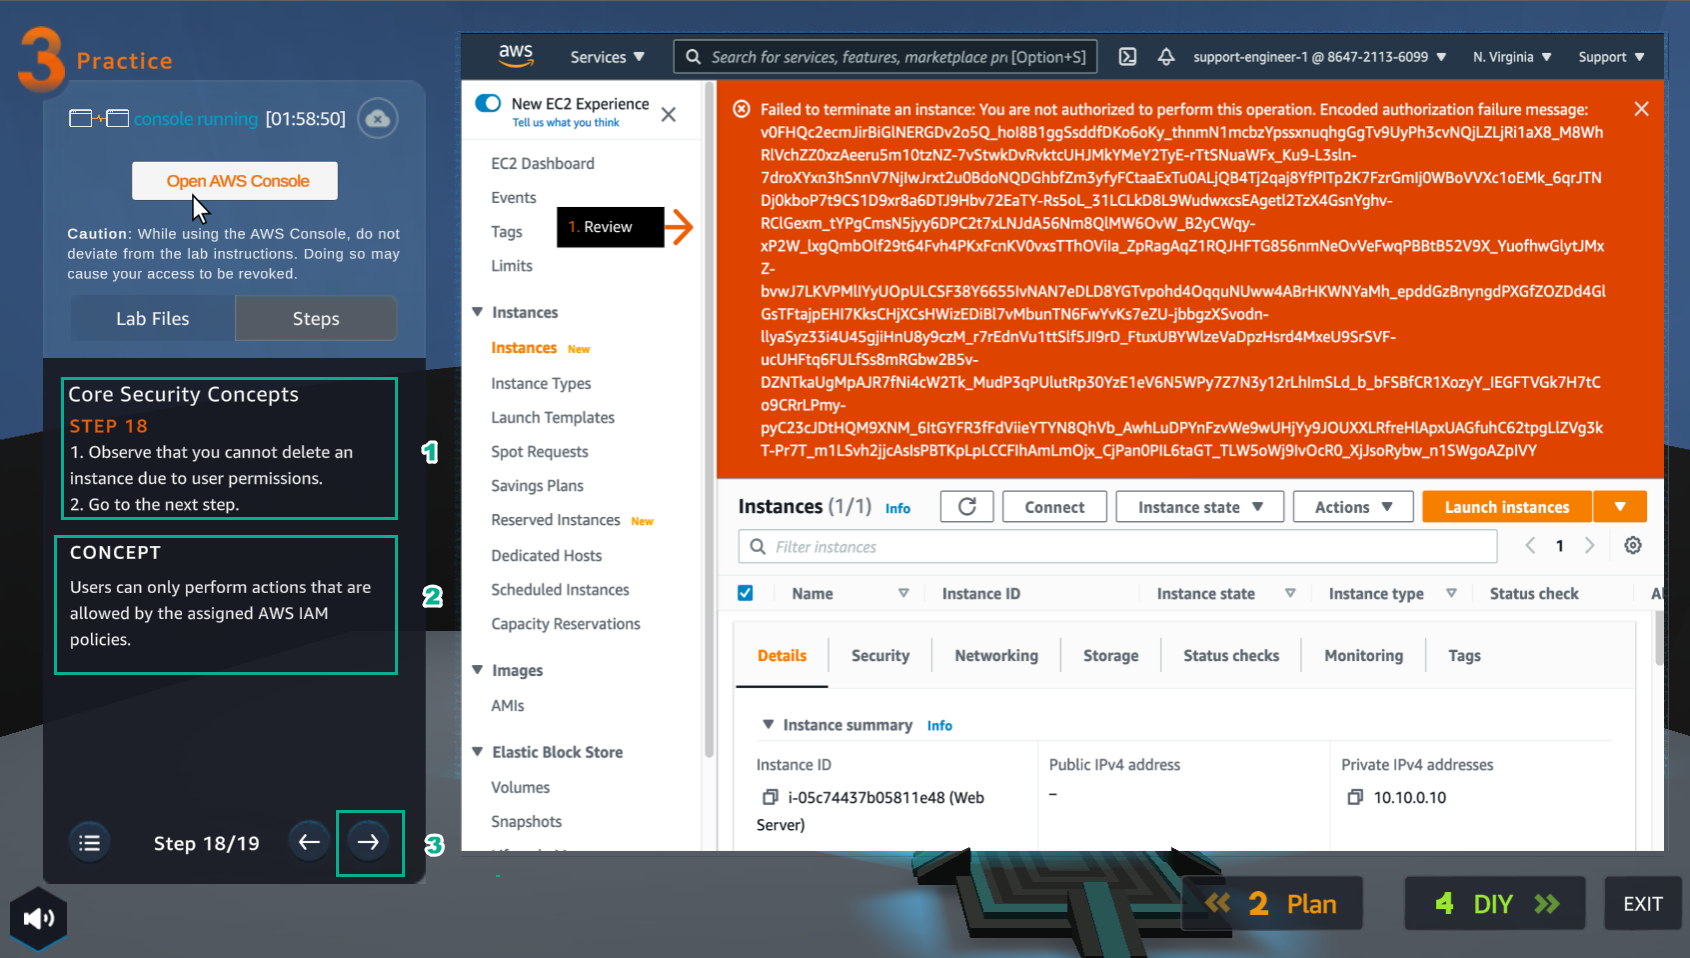 3 Practice
console running [01:58:50]
Open AWS Console
Caution: While using the AWS Console, do not
deviate from the lab instructions. Doing so may
cause your access to be revoked.
Lab Files
Steps
Core Security Concepts
STEP 18
1. Observe that you cannot delete an
instance due to user permissions.
2. Go to the next step.
1
CONCEPT
Users can only perform actions that are
allowed by the assigned AWS IAM
policies.
2
Step 18/19
3
aws
Services
Search for services, features, marketplace pr [Option+S]
support-engineer-1 @ 8647-2113-6099
N. Virginia
Support
New EC2 Experience
Tell us what you think
EC2 Dashboard
Events
Tags
Limits
1. Review
Instances
Instances New
Instance Types
Launch Templates
Spot Requests
Savings Plans
Reserved Instances New
Dedicated Hosts
Scheduled Instances
Capacity Reservations
Images
AMIs
Elastic Block Store
Volumes
Snapshots
Failed to terminate an instance: You are not authorized to perform this operation. Encoded authorization failure message:
v0FHQc2ecmJirBiGlNERGDv2o5Q_hoI8B1ggSsddfDKo6oKy_thnmN1mcbzYpssxnuqhgGgTv9UyPh3cvNQjLZLjRi1aX8_M8Wh
RlVchZZ0xzAeeru5m10tzNZ-7vStwkDvRvktcUHJMkYMeY2TyE-rTtSNuaWFx_Ku9-L3sln-
7droXYxn3hSnnV7NjIwJrxt2u0BdoNQDGhbfZm3yfyFCtaaExTu0ALjQB4Tj2qaj8YfPITp2K7FzrGmIj0WBoVVXc1oEMk_6qrJTN
Dj0kboP7t9CS1D9xr8a6DTJ9Hbv72EaTY-Rs5oL_31LCLkD8L9WudwxcsEAgetl2TzX4GsnYghv-
RClGexm_tYPgCmsN5jyy6DPC2t7xLNJdA56Nm8QlMW6OvW_B2yCWqy-
xP2W_lxgQmbOlf29t64Fvh4PKxFcnKV0vxsTThOViIa_ZpRagAqZ1RQJHFTG856nmNeOvVeFwqPBBtB52V9X_YuofhwGlytJMx
Z-
bvwJ7LKVPMlIYyUOpULCSF38Y6655IvNAN7eDLD8YGTvpohd4OqquNUww4ABrHKWNYaMh_epddGzBnyngdPXGfZOZDd4Gl
GsTFtajpEHI7KksCHjXCsHWizEDiBl7vMbunTN6FwYvKs7eZU-jbbgzXSvodn-
llyaSyz33i4U45gjiHnU8y9czM_r7rEdnVu1ttSlf5JI9rD_FtuxUBYWlzeVaDpzHsrd4MxeU9SrSVF-
ucUHFtq6FULfSs8mRGbw2B5v-
DZNTkaUgMpAJR7fNi4cW2Tk_MudP3qPUlutRp30YzE1eV6N5WPy7Z7N3y12rLhImSLd_b_bFSBfCR1XozyY_IEGFTVGk7H7tC
o9CRrLPmy-
pyC23cJDtHQM9XNM_6ItGYFR3fFdViieYTYN8QhVb_AwhLuDPYnFzvWe9wUHjYy9JOUXXLRfreHlApxUAGfuhC62tpgLlZVg3k
T-Pr7T_m1LSvh2jjcAsIsPBTKpLpLCCFIhAmLmOjx_CjPan0PIL6taGT_TLW5oWj9IvOcR0_XjJsoRybw_n1SWgoAZpIVY
Instances (1/1) Info
Connect
Instance state
Actions
Launch instances
Filter instances
1
Name
Instance ID
Instance state
Instance type
Status check
Al
Details
Security
Networking
Storage
Status checks
Monitoring
Tags
Instance summary Info
Instance ID
i-05c74437b05811e48 (Web
Server)
Public IPv4 address
–
Private IPv4 addresses
10.10.0.10
2 Plan
4 DIY
EXIT